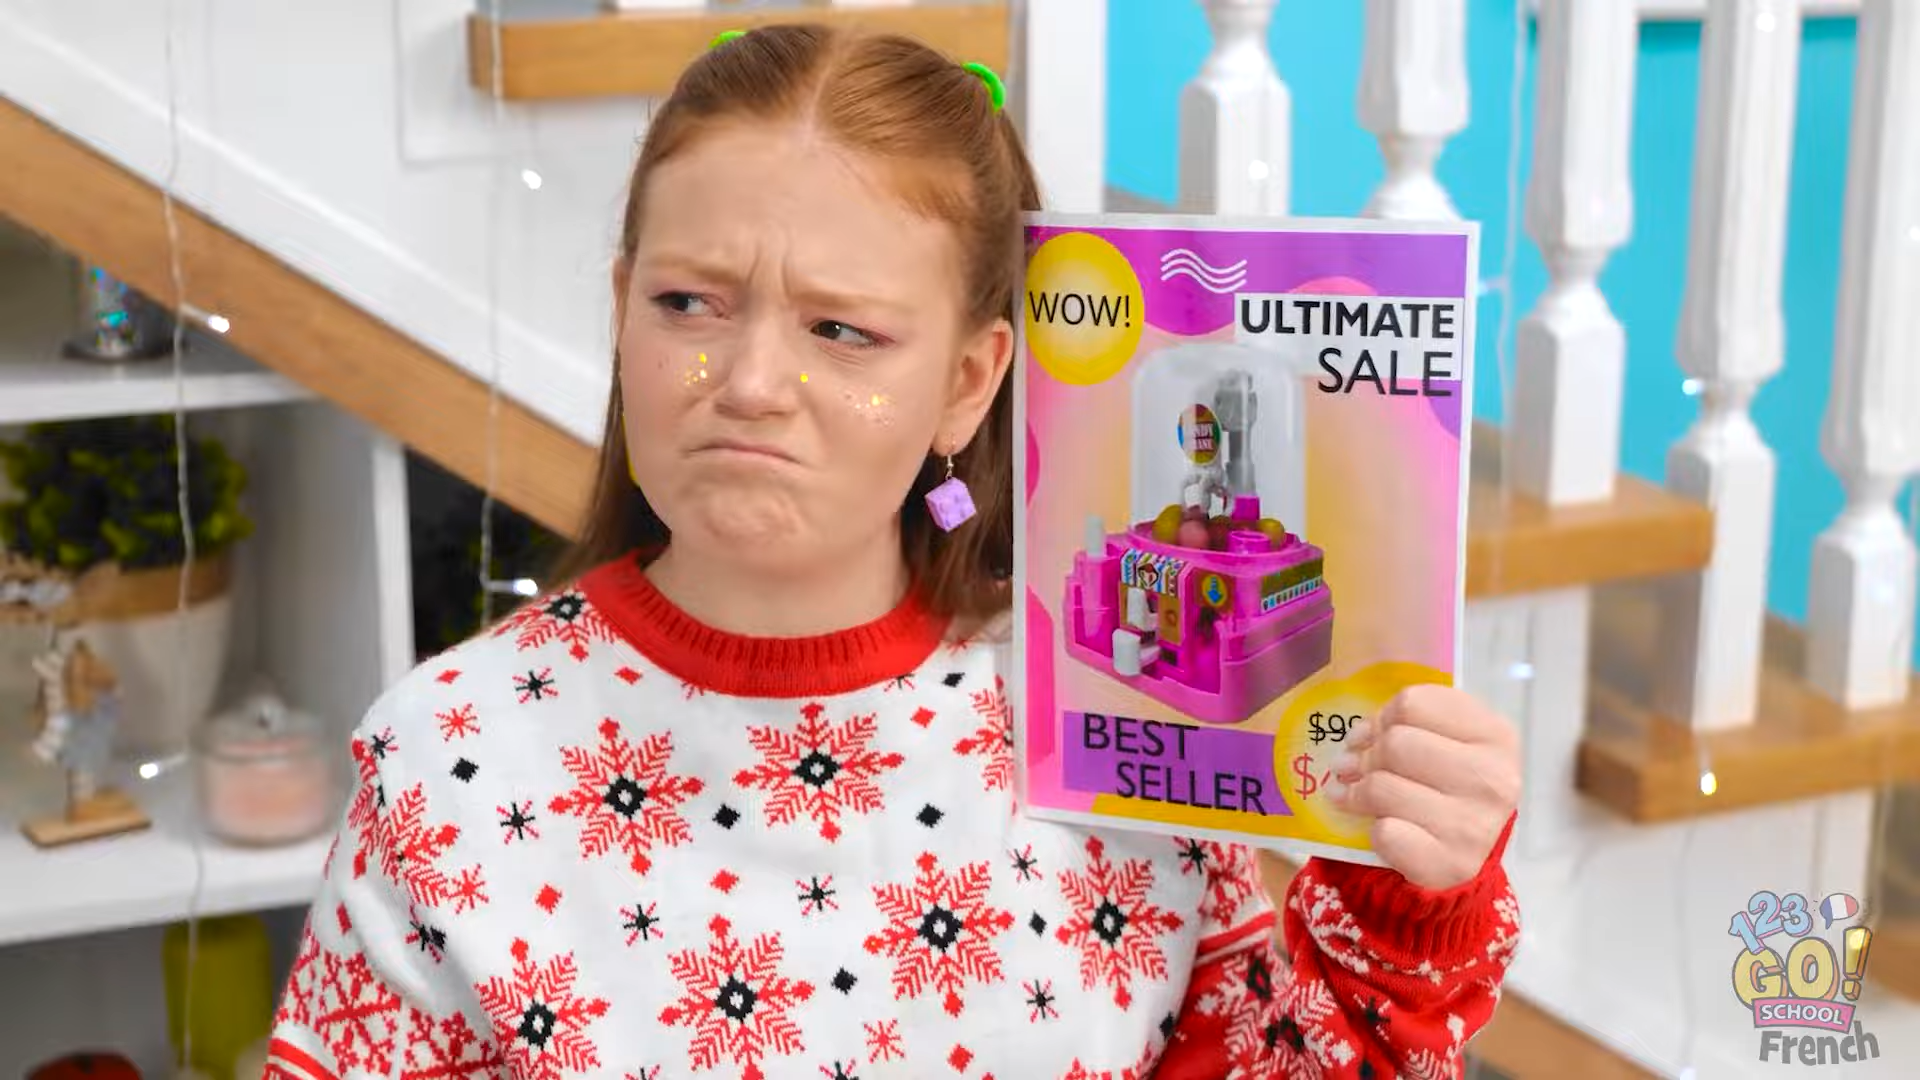 WOW!
ULTIMATE
SALE
BEST
SELLER
123
GO!
SCHOOL
French